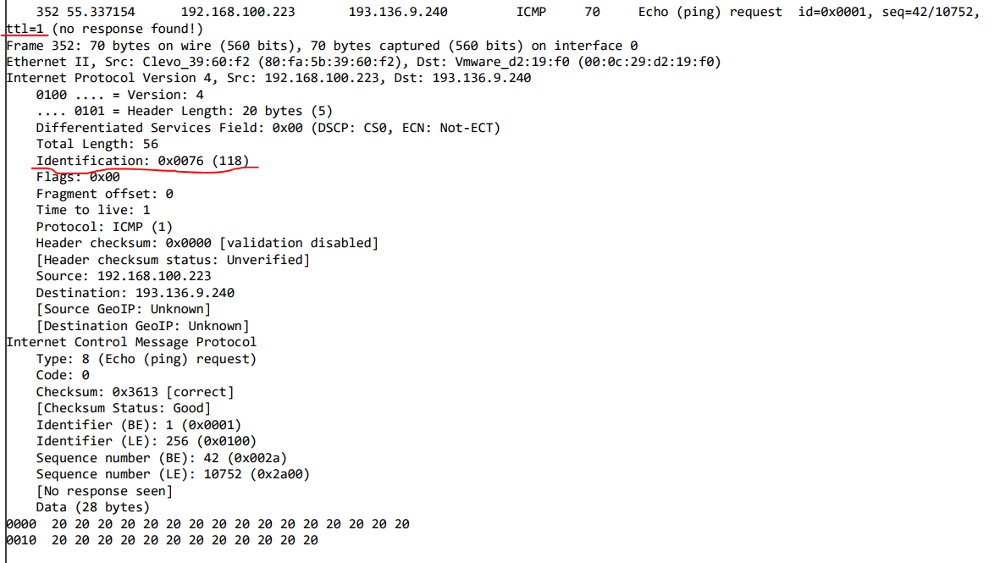 352 55.337154 192.168.100.223 193.136.9.240 ICMP 70 Echo (ping) request id=0x0001, seq=42/10752,
ttl=1 (no response found!)
Frame 352: 70 bytes on wire (560 bits), 70 bytes captured (560 bits) on interface 0
Ethernet II, Src: Clevo_39:60:f2 (80:fa:5b:39:60:f2), Dst: Vmware_d2:19:f0 (00:0c:29:d2:19:f0)
Internet Protocol Version 4, Src: 192.168.100.223, Dst: 193.136.9.240
0100 .... = Version: 4
.... 0101 = Header Length: 20 bytes (5)
Differentiated Services Field: 0x00 (DSCP: CS0, ECN: Not-ECT)
Total Length: 56
Identification: 0x0076 (118)
Flags: 0x00
Fragment offset: 0
Time to live: 1
Protocol: ICMP (1)
Header checksum: 0x0000 [validation disabled]
[Header checksum status: Unverified]
Source: 192.168.100.223
Destination: 193.136.9.240
[Source GeoIP: Unknown]
[Destination GeoIP: Unknown]
Internet Control Message Protocol
Type: 8 (Echo (ping) request)
Code: 0
Checksum: 0x3613 [correct]
[Checksum Status: Good]
Identifier (BE): 1 (0x0001)
Identifier (LE): 256 (0x0100)
Sequence number (BE): 42 (0x002a)
Sequence number (LE): 10752 (0x2a00)
[No response seen]
Data (28 bytes)
0000 20 20 20 20 20 20 20 20 20 20 20 20 20 20 20 20
0010 20 20 20 20 20 20 20 20 20 20 20 20